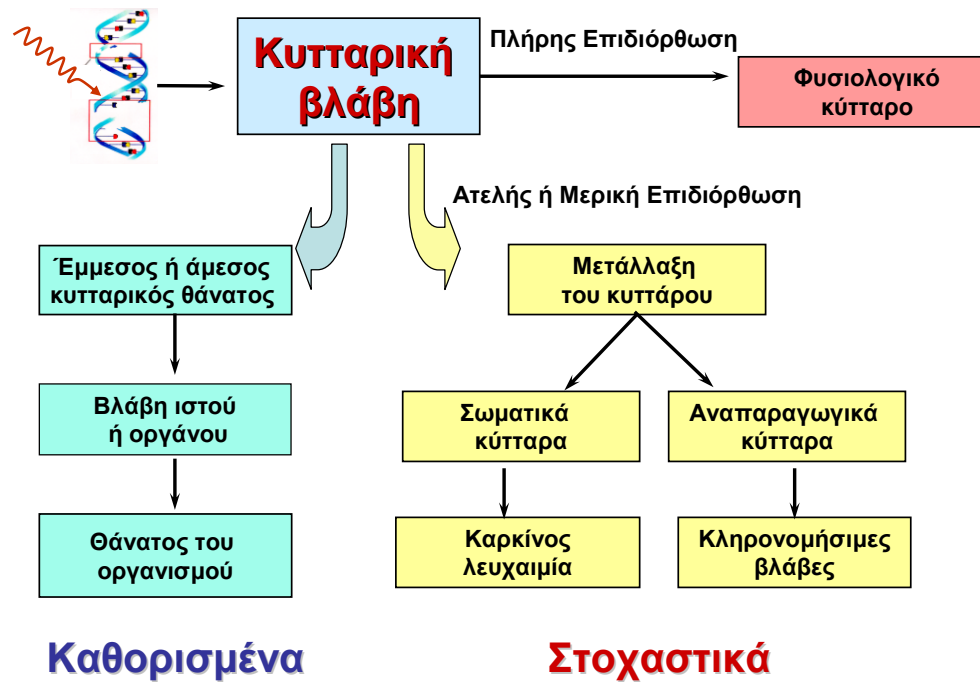 Κυτταρική
βλάβη
Πλήρης Επιδιόρθωση
Φυσιολογικό
κύτταρο
Ατελής ή Μερική Επιδιόρθωση
Έμμεσος ή άμεσος
κυτταρικός θάνατος
Μετάλλαξη
του κυττάρου
Βλάβη ιστού
ή οργάνου
Σωματικά
κύτταρα
Αναπαραγωγικά
κύτταρα
Θάνατος του
οργανισμού
Καρκίνος
λευχαιμία
Κληρονομήσιμες
βλάβες
Καθορισμένα
Στοχαστικά